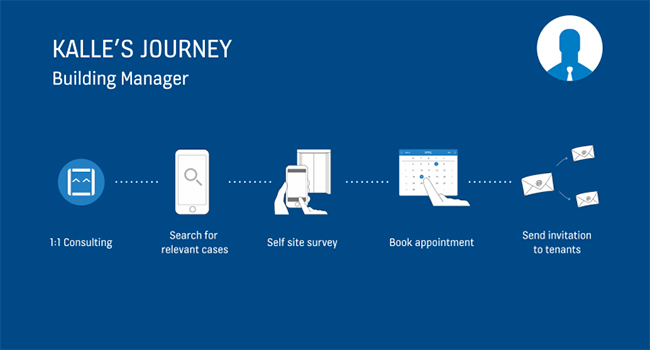 KALLE'S JOURNEY
Building Manager
1:1 Consulting
Search for
relevant cases
Self site survey
Book appointment
Send invitation
to tenants